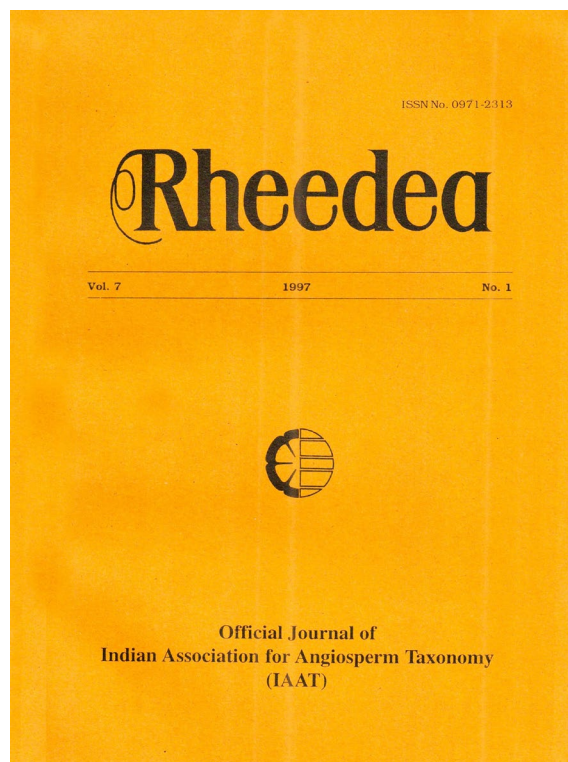 ISSN No. 0971-2313
Rheedea
Vol. 7 1997 No. 1
Official Journal of
Indian Association for Angiosperm Taxonomy
(IAAT)